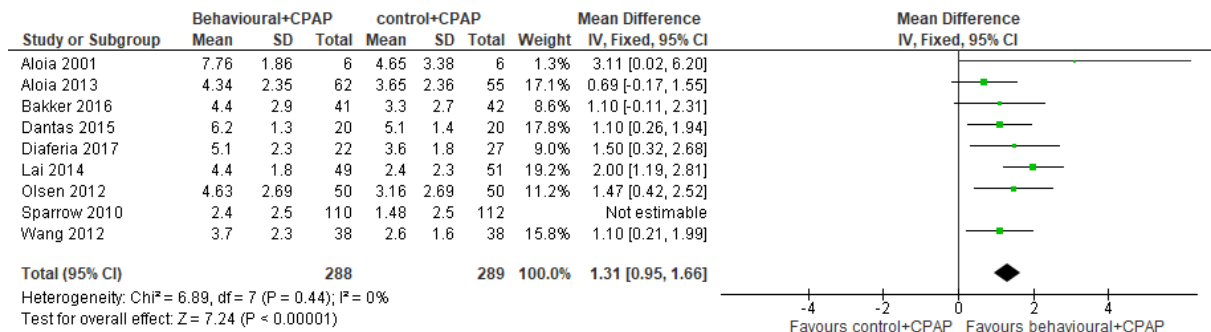 Behavioural+CPAP control+CPAP Mean Difference Mean Difference
Study or Subgroup Mean SD Total Mean SD Total Weight IV, Fixed, 95% CI IV, Fixed, 95% CI
Aloia 2001 7.76 1.86 6 4.65 3.38 6 1.3% 3.11 [0.02, 6.20]
Aloia 2013 4.34 2.35 62 3.65 2.36 55 17.1% 0.69 [-0.17, 1.55]
Bakker 2016 4.4 2.9 41 3.3 2.7 42 8.6% 1.10 [-0.11, 2.31]
Dantas 2015 6.2 1.3 20 5.1 1.4 20 17.8% 1.10 [0.26, 1.94]
Diaferia 2017 5.1 2.3 22 3.6 1.8 27 9.0% 1.50 [0.32, 2.68]
Lai 2014 4.4 1.8 49 2.4 2.3 51 19.2% 2.00 [1.19, 2.81]
Olsen 2012 4.63 2.69 50 3.16 2.69 50 11.2% 1.47 [0.42, 2.52]
Sparrow 2010 2.4 2.5 110 1.48 2.5 112 Not estimable
Wang 2012 3.7 2.3 38 2.6 1.6 38 15.8% 1.10 [0.21, 1.99]
Total (95% CI) 288 289 100.0% 1.31 [0.95, 1.66]
Heterogeneity: Chi² = 6.89, df = 7 (P = 0.44); I² = 0%
Test for overall effect: Z = 7.24 (P < 0.00001)
-4 -2 0 2 4
Favours control+CPAP Favours behavioural+CPAP